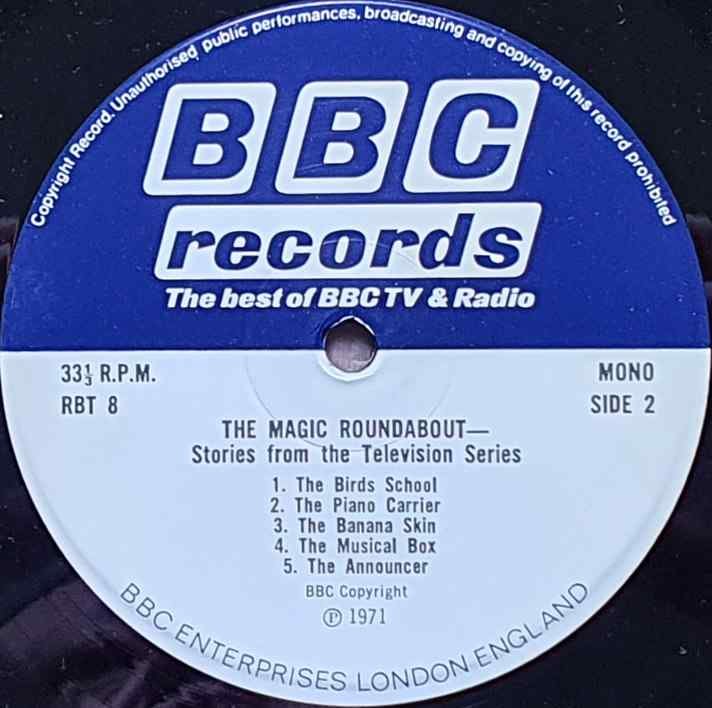 Copyright Record. Unauthorised public performances, broadcasting and copying of this record prohibited
BBC
records
The best of BBC TV & Radio
33⅓ R.P.M.
RBT 8
MONO
SIDE 2
THE MAGIC ROUNDABOUT—
Stories from the Television Series
1. The Birds School
2. The Piano Carrier
3. The Banana Skin
4. The Musical Box
5. The Announcer
BBC Copyright
Ⓟ 1971
BBC ENTERPRISES LONDON ENGLAND